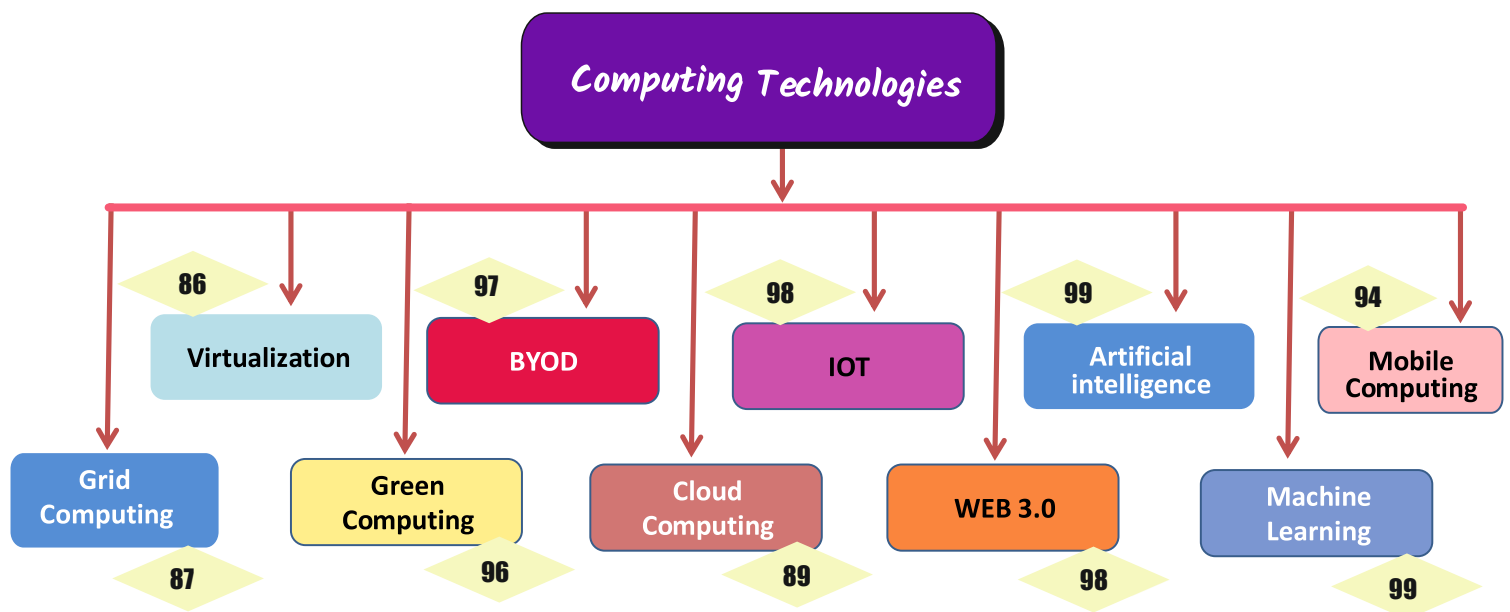 Computing Technologies
86
Virtualization
97
BYOD
98
IOT
99
Artificial
intelligence
94
Mobile
Computing
Grid
Computing
87
Green
Computing
96
Cloud
Computing
89
WEB 3.0
98
Machine
Learning
99